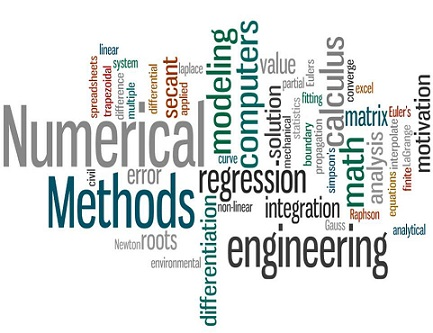 linear
system
spreadsheets
trapezoidal
difference
multiple
differential
secant
applied
laplace
modeling
computers
value
partial
Eulers
fitting
converge
excel
calculus
solution
mechanical
statistics
boundary
propagation
simpson's
matrix
math
analysis
Euler's
LaGrange
interpolate
equations
finite
motivation
Numerical
civil
error
curve
regression
Methods
non-linear
integration
Gauss
Raphson
analytical
Newton
roots
differentiation
engineering
environmental